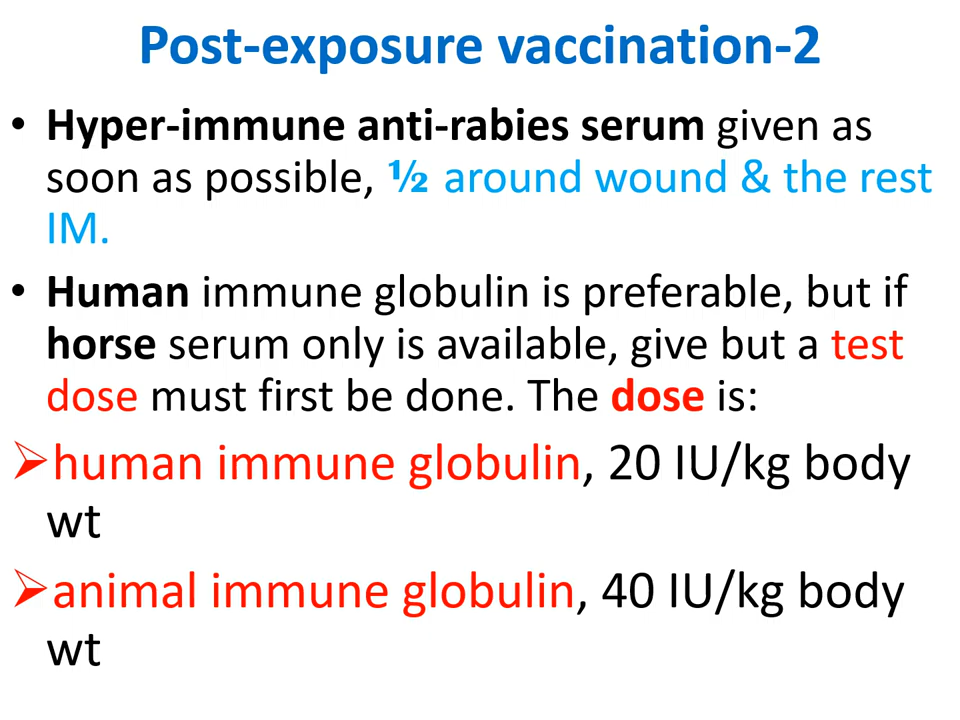 Post-exposure vaccination-2
• Hyper-immune anti-rabies serum given as
soon as possible, ½ around wound & the rest
IM.
• Human immune globulin is preferable, but if
horse serum only is available, give but a test
dose must first be done. The dose is:
➢human immune globulin, 20 IU/kg body
wt
➢animal immune globulin, 40 IU/kg body
wt